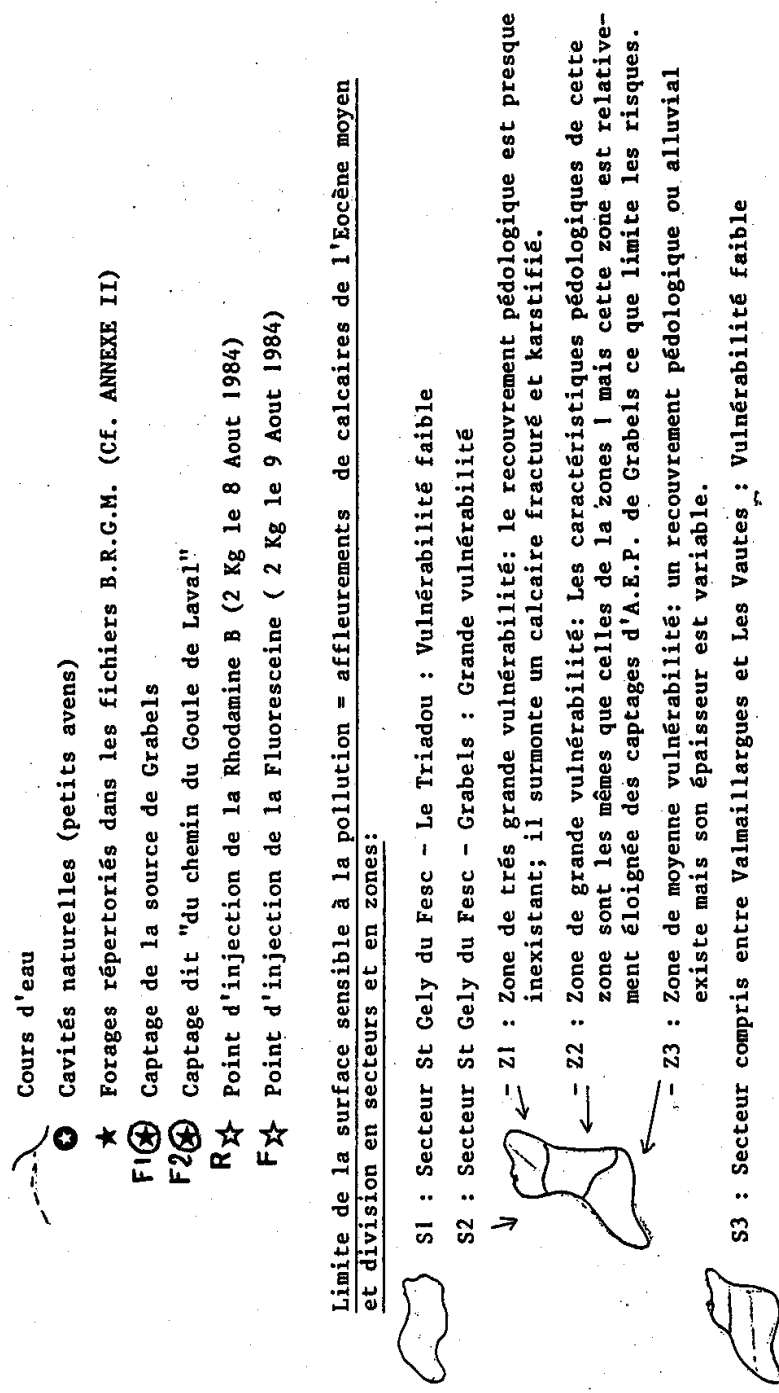 Cours d'eau
Cavités naturelles (petits avens)
Forages répertoriés dans les fichiers B.R.G.M. (Cf. ANNEXE II)
F1 Captage de la source de Grabels
F2 Captage dit "du chemin du Goule de Laval"
R Point d'injection de la Rhodamine B (2 Kg le 8 Aout 1984)
F Point d'injection de la Fluoresceine ( 2 Kg le 9 Aout 1984)
Limite de la surface sensible à la pollution = affleurements de calcaires de l'Eocène moyen
et division en secteurs et en zones:
S1 : Secteur St Gely du Fesc - Le Triadou : Vulnérabilité faible
S2 : Secteur St Gely du Fesc - Grabels : Grande vulnérabilité
- Z1 : Zone de trés grande vulnérabilité: le recouvrement pédologique est presque
inexistant; il surmonte un calcaire fracturé et karstifié.
- Z2 : Zone de grande vulnérabilité: Les caractéristiques pédologiques de cette
zone sont les mêmes que celles de la zones 1 mais cette zone est relative-
ment éloignée des captages d'A.E.P. de Grabels ce que limite les risques.
- Z3 : Zone de moyenne vulnérabilité: un recouvrement pédologique ou alluvial
existe mais son épaisseur est variable.
S3 : Secteur compris entre Valmaillargues et Les Vautes : Vulnérabilité faible